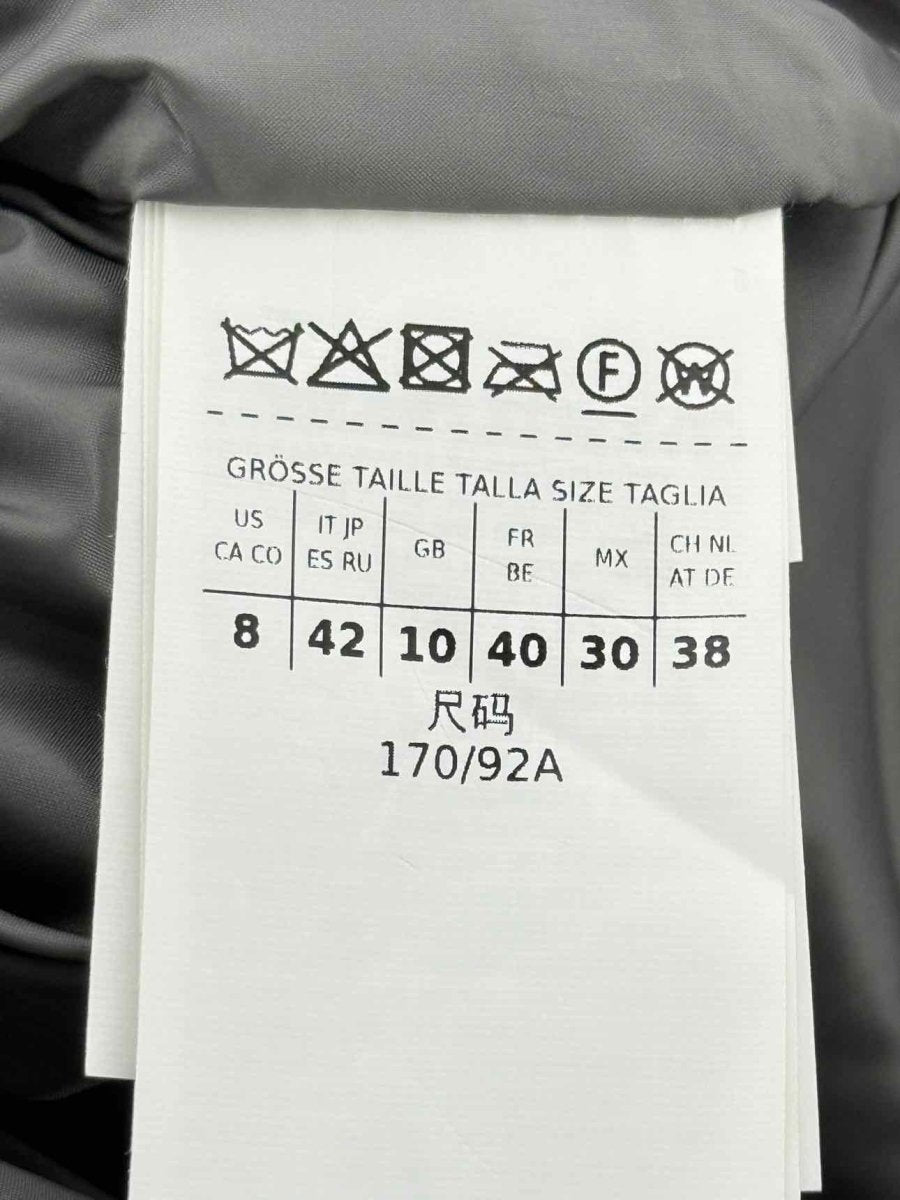 F W
GRÖSSE TAILLE TALLA SIZE TAGLIA
US CA CO
IT JP ES RU
GB
FR BE
MX
CH NL AT DE
8 42 10 40 30 38
尺码
170/92A